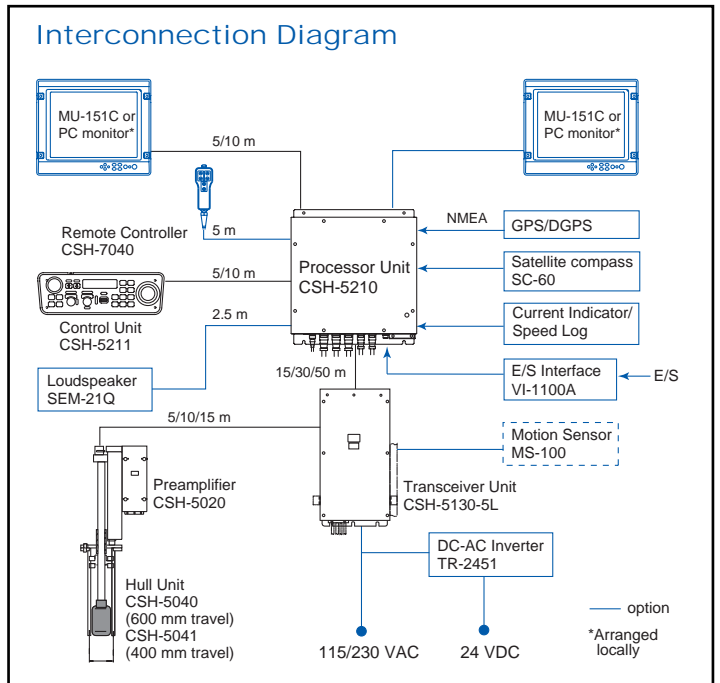 Interconnection Diagram
MU-151C or
PC monitor*
MU-151C or
PC monitor*
5/10 m
Remote Controller
CSH-7040
5 m
NMEA
GPS/DGPS
Processor Unit
CSH-5210
Satellite compass
SC-60
5/10 m
Control Unit
CSH-5211
2.5 m
Current Indicator/
Speed Log
Loudspeaker
SEM-21Q
15/30/50 m
E/S Interface
VI-1100A
E/S
5/10/15 m
Motion Sensor
MS-100
Preamplifier
CSH-5020
Transceiver Unit
CSH-5130-5L
DC-AC Inverter
TR-2451
Hull Unit
CSH-5040
(600 mm travel)
CSH-5041
(400 mm travel)
115/230 VAC
24 VDC
option
*Arranged
locally